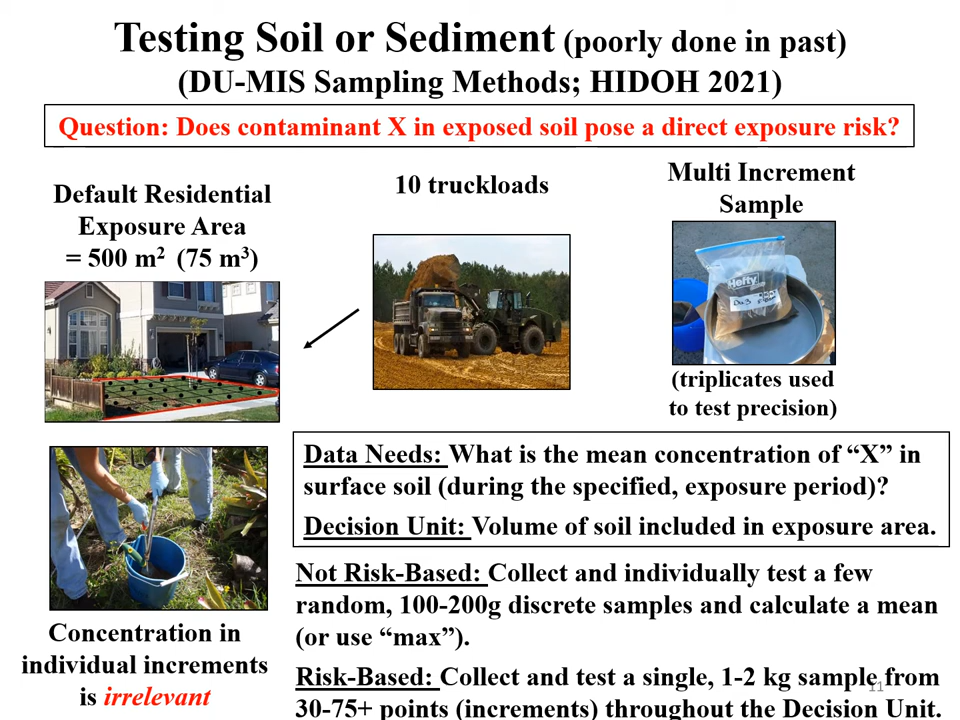 Testing Soil or Sediment (poorly done in past)
(DU-MIS Sampling Methods; HIDOH 2021)
Question: Does contaminant X in exposed soil pose a direct exposure risk?
Default Residential
Exposure Area
= 500 m² (75 m³)
10 truckloads
Multi Increment
Sample
Hefty
(triplicates used
to test precision)
Concentration in
individual increments
is irrelevant
Data Needs: What is the mean concentration of “X” in
surface soil (during the specified, exposure period)?
Decision Unit: Volume of soil included in exposure area.
Not Risk-Based: Collect and individually test a few
random, 100-200g discrete samples and calculate a mean
(or use “max”).
Risk-Based: Collect and test a single, 1-2 kg sample from
30-75+ points (increments) throughout the Decision Unit.
11